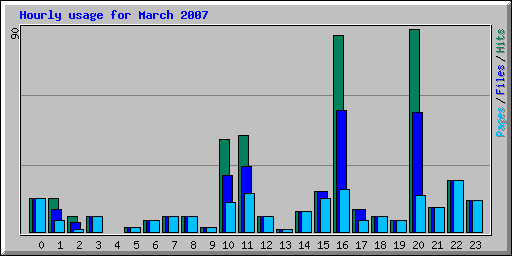 Hourly usage for March 2007
90
Pages / Files / Hits
0 1 2 3 4 5 6 7 8 9 10 11 12 13 14 15 16 17 18 19 20 21 22 23